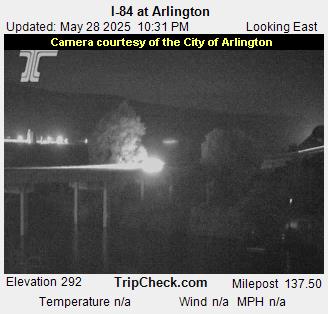 I-84 at Arlington
Updated: May 28 2025 10:31 PM Looking East
Camera courtesy of the City of Arlington
Elevation 292 TripCheck.com Milepost 137.50
Temperature n/a Wind n/a MPH n/a